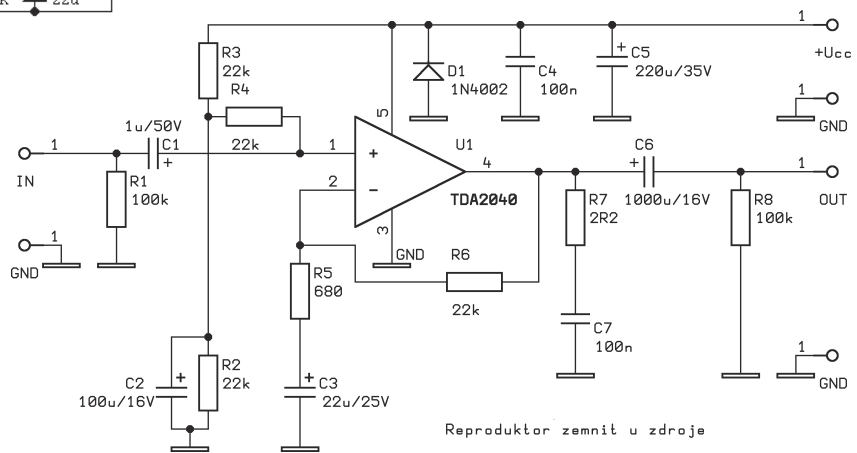 22u
1
+Ucc
R3
22k
R4
22k
D1
1N4002
C4
100n
+
C5
220u/35V
1
GND
5
1u/50V
C1
+
1
IN
R1
100k
1
GND
1
2
+
−
U1
TDA2040
4
3
GND
C6
+
1000u/16V
1
OUT
R7
2R2
R8
100k
R5
680
R6
22k
C7
100n
1
GND
R2
22k
C2
+
100u/16V
+
C3
22u/25V
Reproduktor zemnit u zdroje